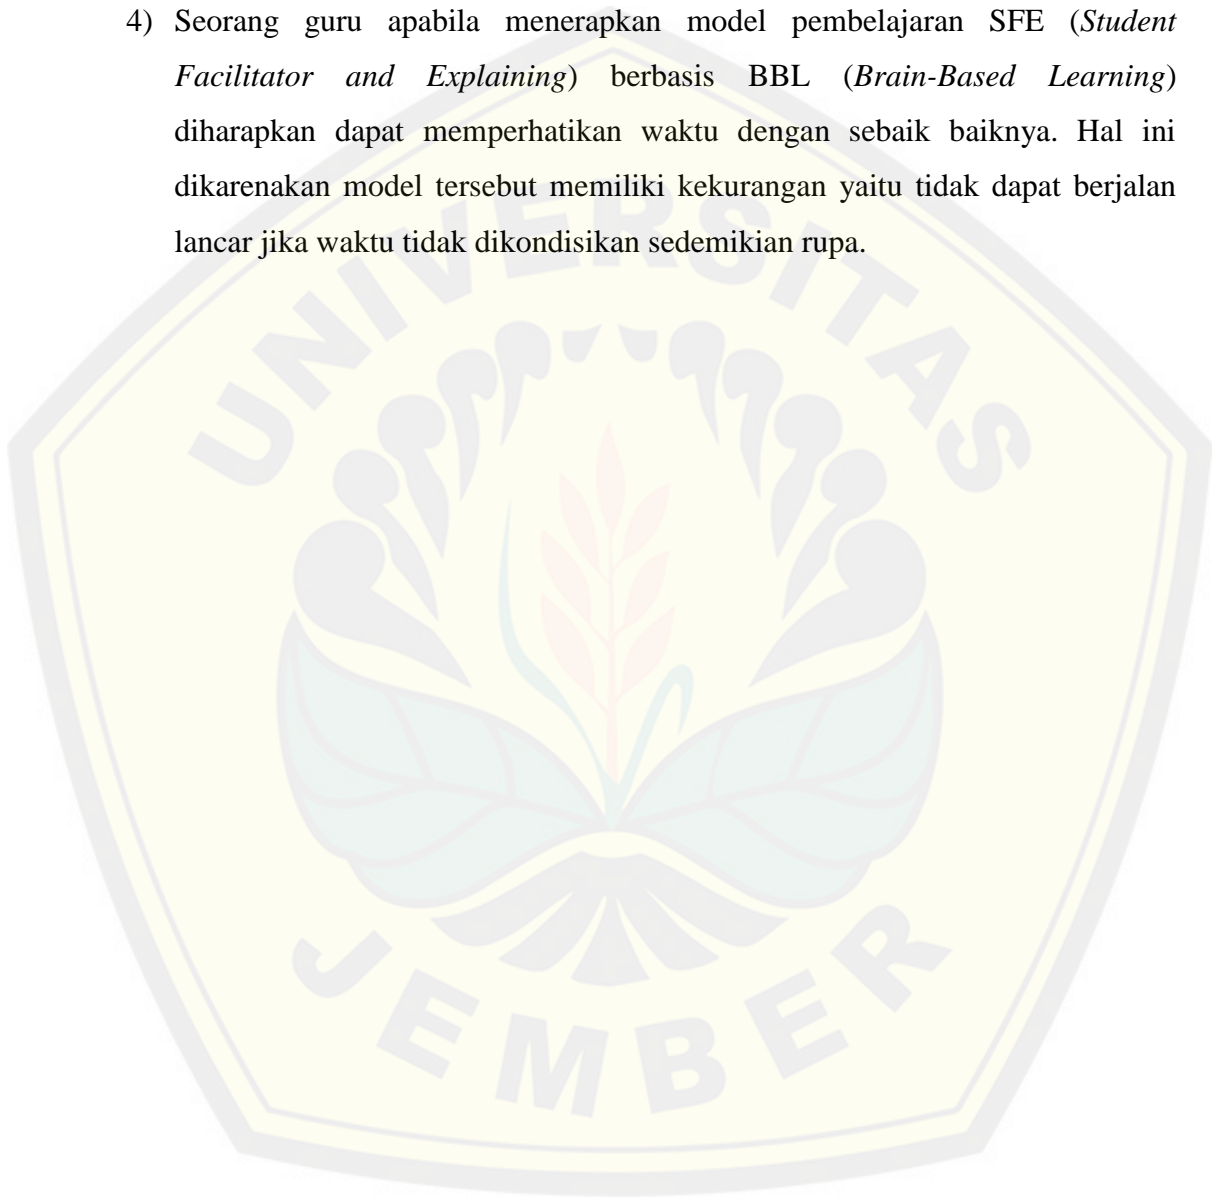 4) Seorang guru apabila menerapkan model pembelajaran SFE (Student
Facilitator and Explaining) berbasis BBL (Brain-Based Learning)
diharapkan dapat memperhatikan waktu dengan sebaik baiknya. Hal ini
dikarenakan model tersebut memiliki kekurangan yaitu tidak dapat berjalan
lancar jika waktu tidak dikondisikan sedemikian rupa.
UNIVERSITAS
JEMBER